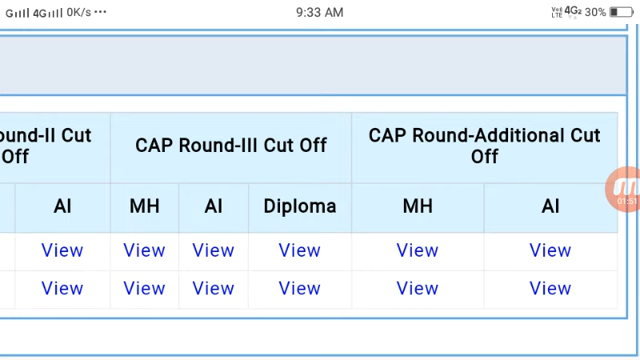 4G 0K/s ••• 9:33 AM 4G 30%
ound-II Cut Off CAP Round-III Cut Off CAP Round-Additional Cut Off
AI MH AI Diploma MH AI
View View View View View View
View View View View View View
01:51